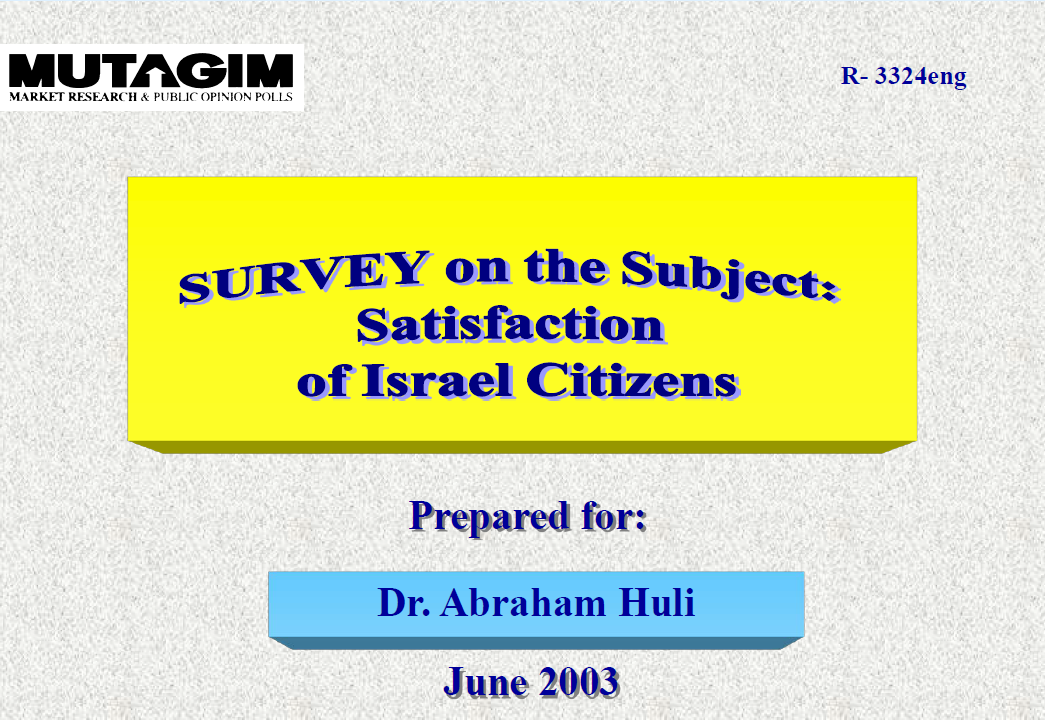 MUTAGIM
MARKET RESEARCH & PUBLIC OPINION POLLS
R- 3324eng
SURVEY on the Subject:
Satisfaction
of Israel Citizens
Prepared for:
Dr. Abraham Huli
June 2003